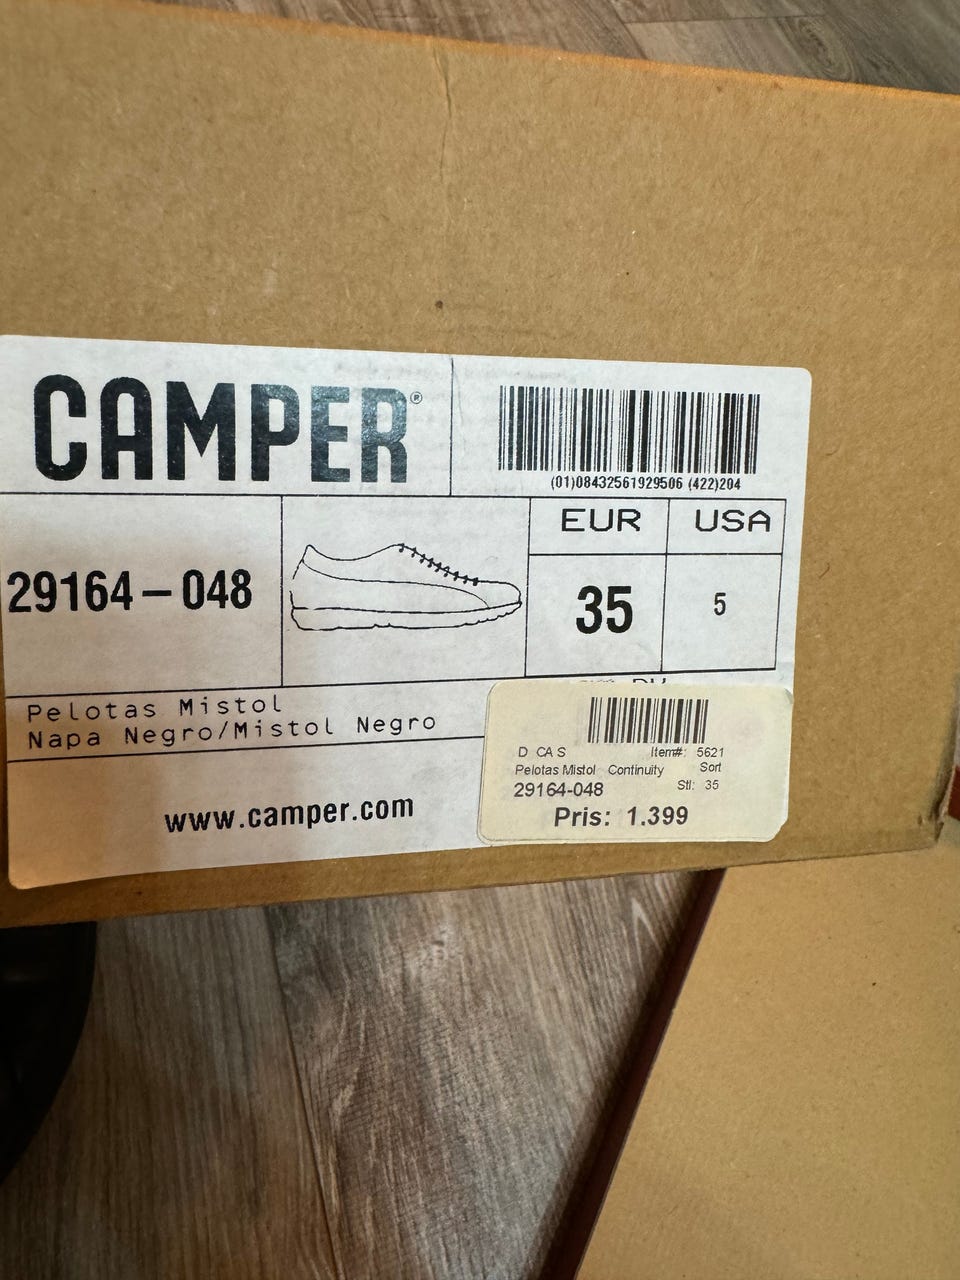 CAMPER®
(01)08432561929506 (422)204
29164-048
EUR USA
35 5
Pelotas Mistol
Napa Negro/Mistol Negro
www.camper.com
D CAS Item#: 5621
Pelotas Mistol Continuity Sort
29164-048 Stl: 35
Pris: 1.399